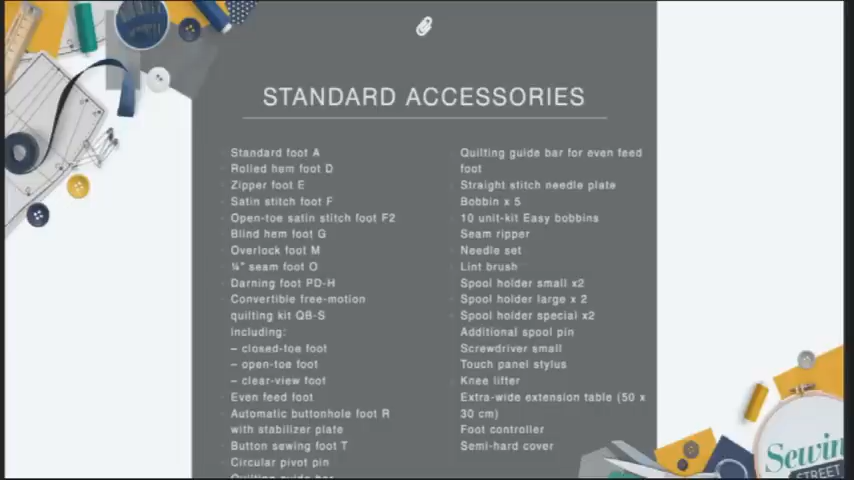 STANDARD ACCESSORIES
Standard foot A
Rolled hem foot D
Zipper foot E
Satin stitch foot F
Open-toe satin stitch foot F2
Blind hem foot G
Overlock foot M
¼" seam foot O
Darning foot PD-H
Convertible free-motion
quilting kit QB-S
including:
– closed-toe foot
– open-toe foot
– clear-view foot
Even feed foot
Automatic buttonhole foot R
with stabilizer plate
Button sewing foot T
Circular pivot pin
Quilting guide bar
Quilting guide bar for even feed
foot
Straight stitch needle plate
Bobbin x 5
10 unit-kit Easy bobbins
Seam ripper
Needle set
Lint brush
Spool holder small x2
Spool holder large x 2
Spool holder special x2
Additional spool pin
Screwdriver small
Touch panel stylus
Knee lifter
Extra-wide extension table (50 x
30 cm)
Foot controller
Semi-hard cover
Sewin
STREET